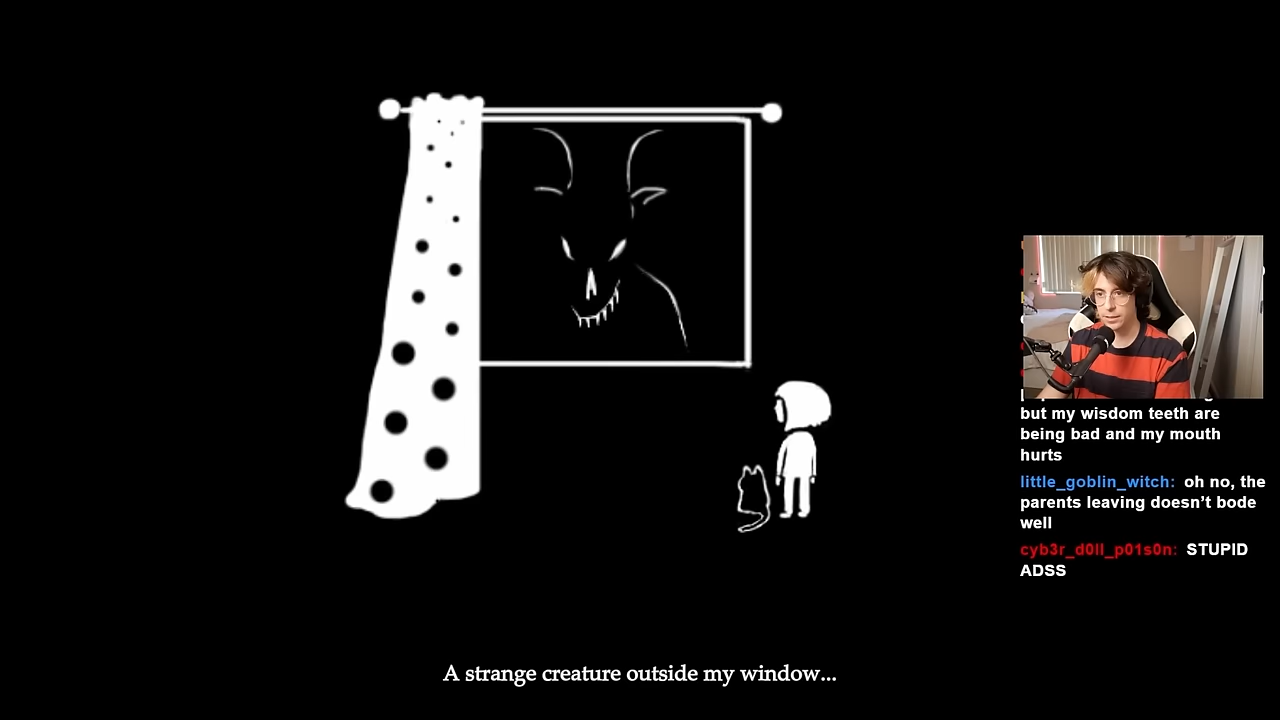 but my wisdom teeth are
being bad and my mouth
hurts
little_goblin_witch: oh no, the
parents leaving doesn’t bode
well
cyb3r_d0ll_p01s0n: STUPID
ADSS
A strange creature outside my window...